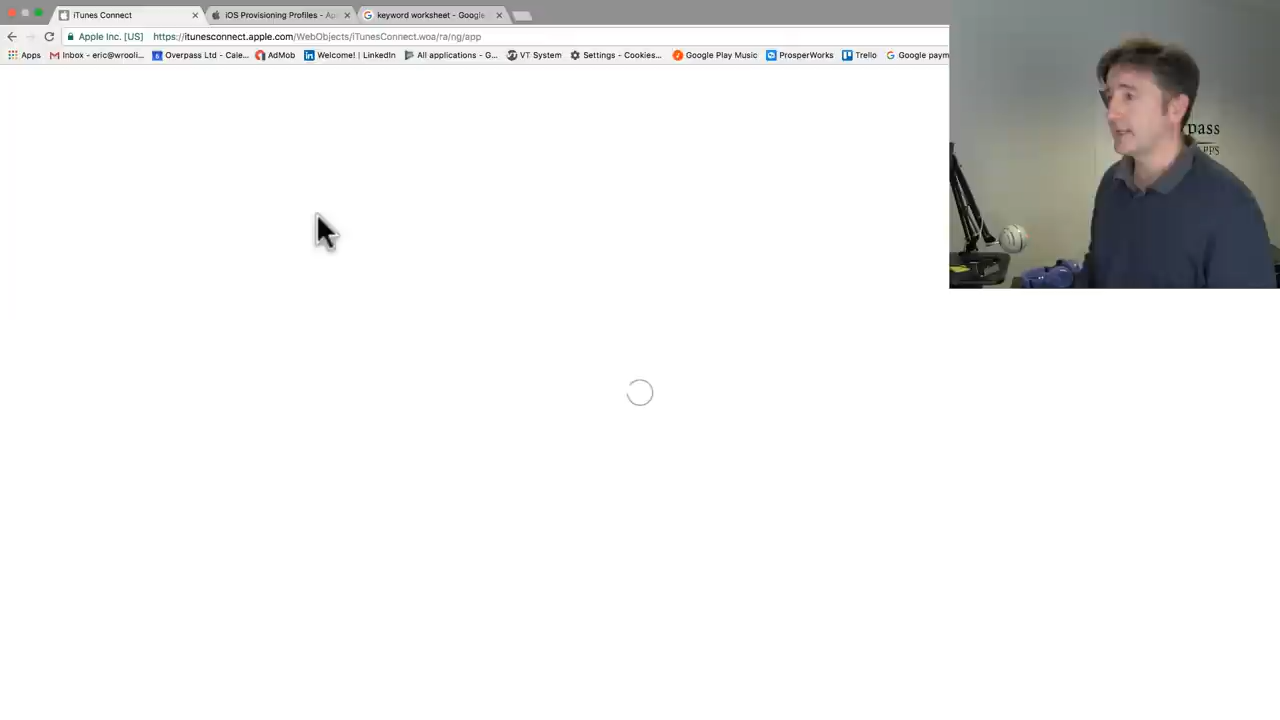 iTunes Connect
iOS Provisioning Profiles - Ap
keyword worksheet - Google
Apple Inc. [US] https://itunesconnect.apple.com/WebObjects/iTunesConnect.woa/ra/ng/app
Apps Inbox - eric@wrooli... Overpass Ltd - Cale... AdMob Welcome! | LinkedIn All applications - G... VT System Settings - Cookies... Google Play Music ProsperWorks Trello Google paym
pass
PPS